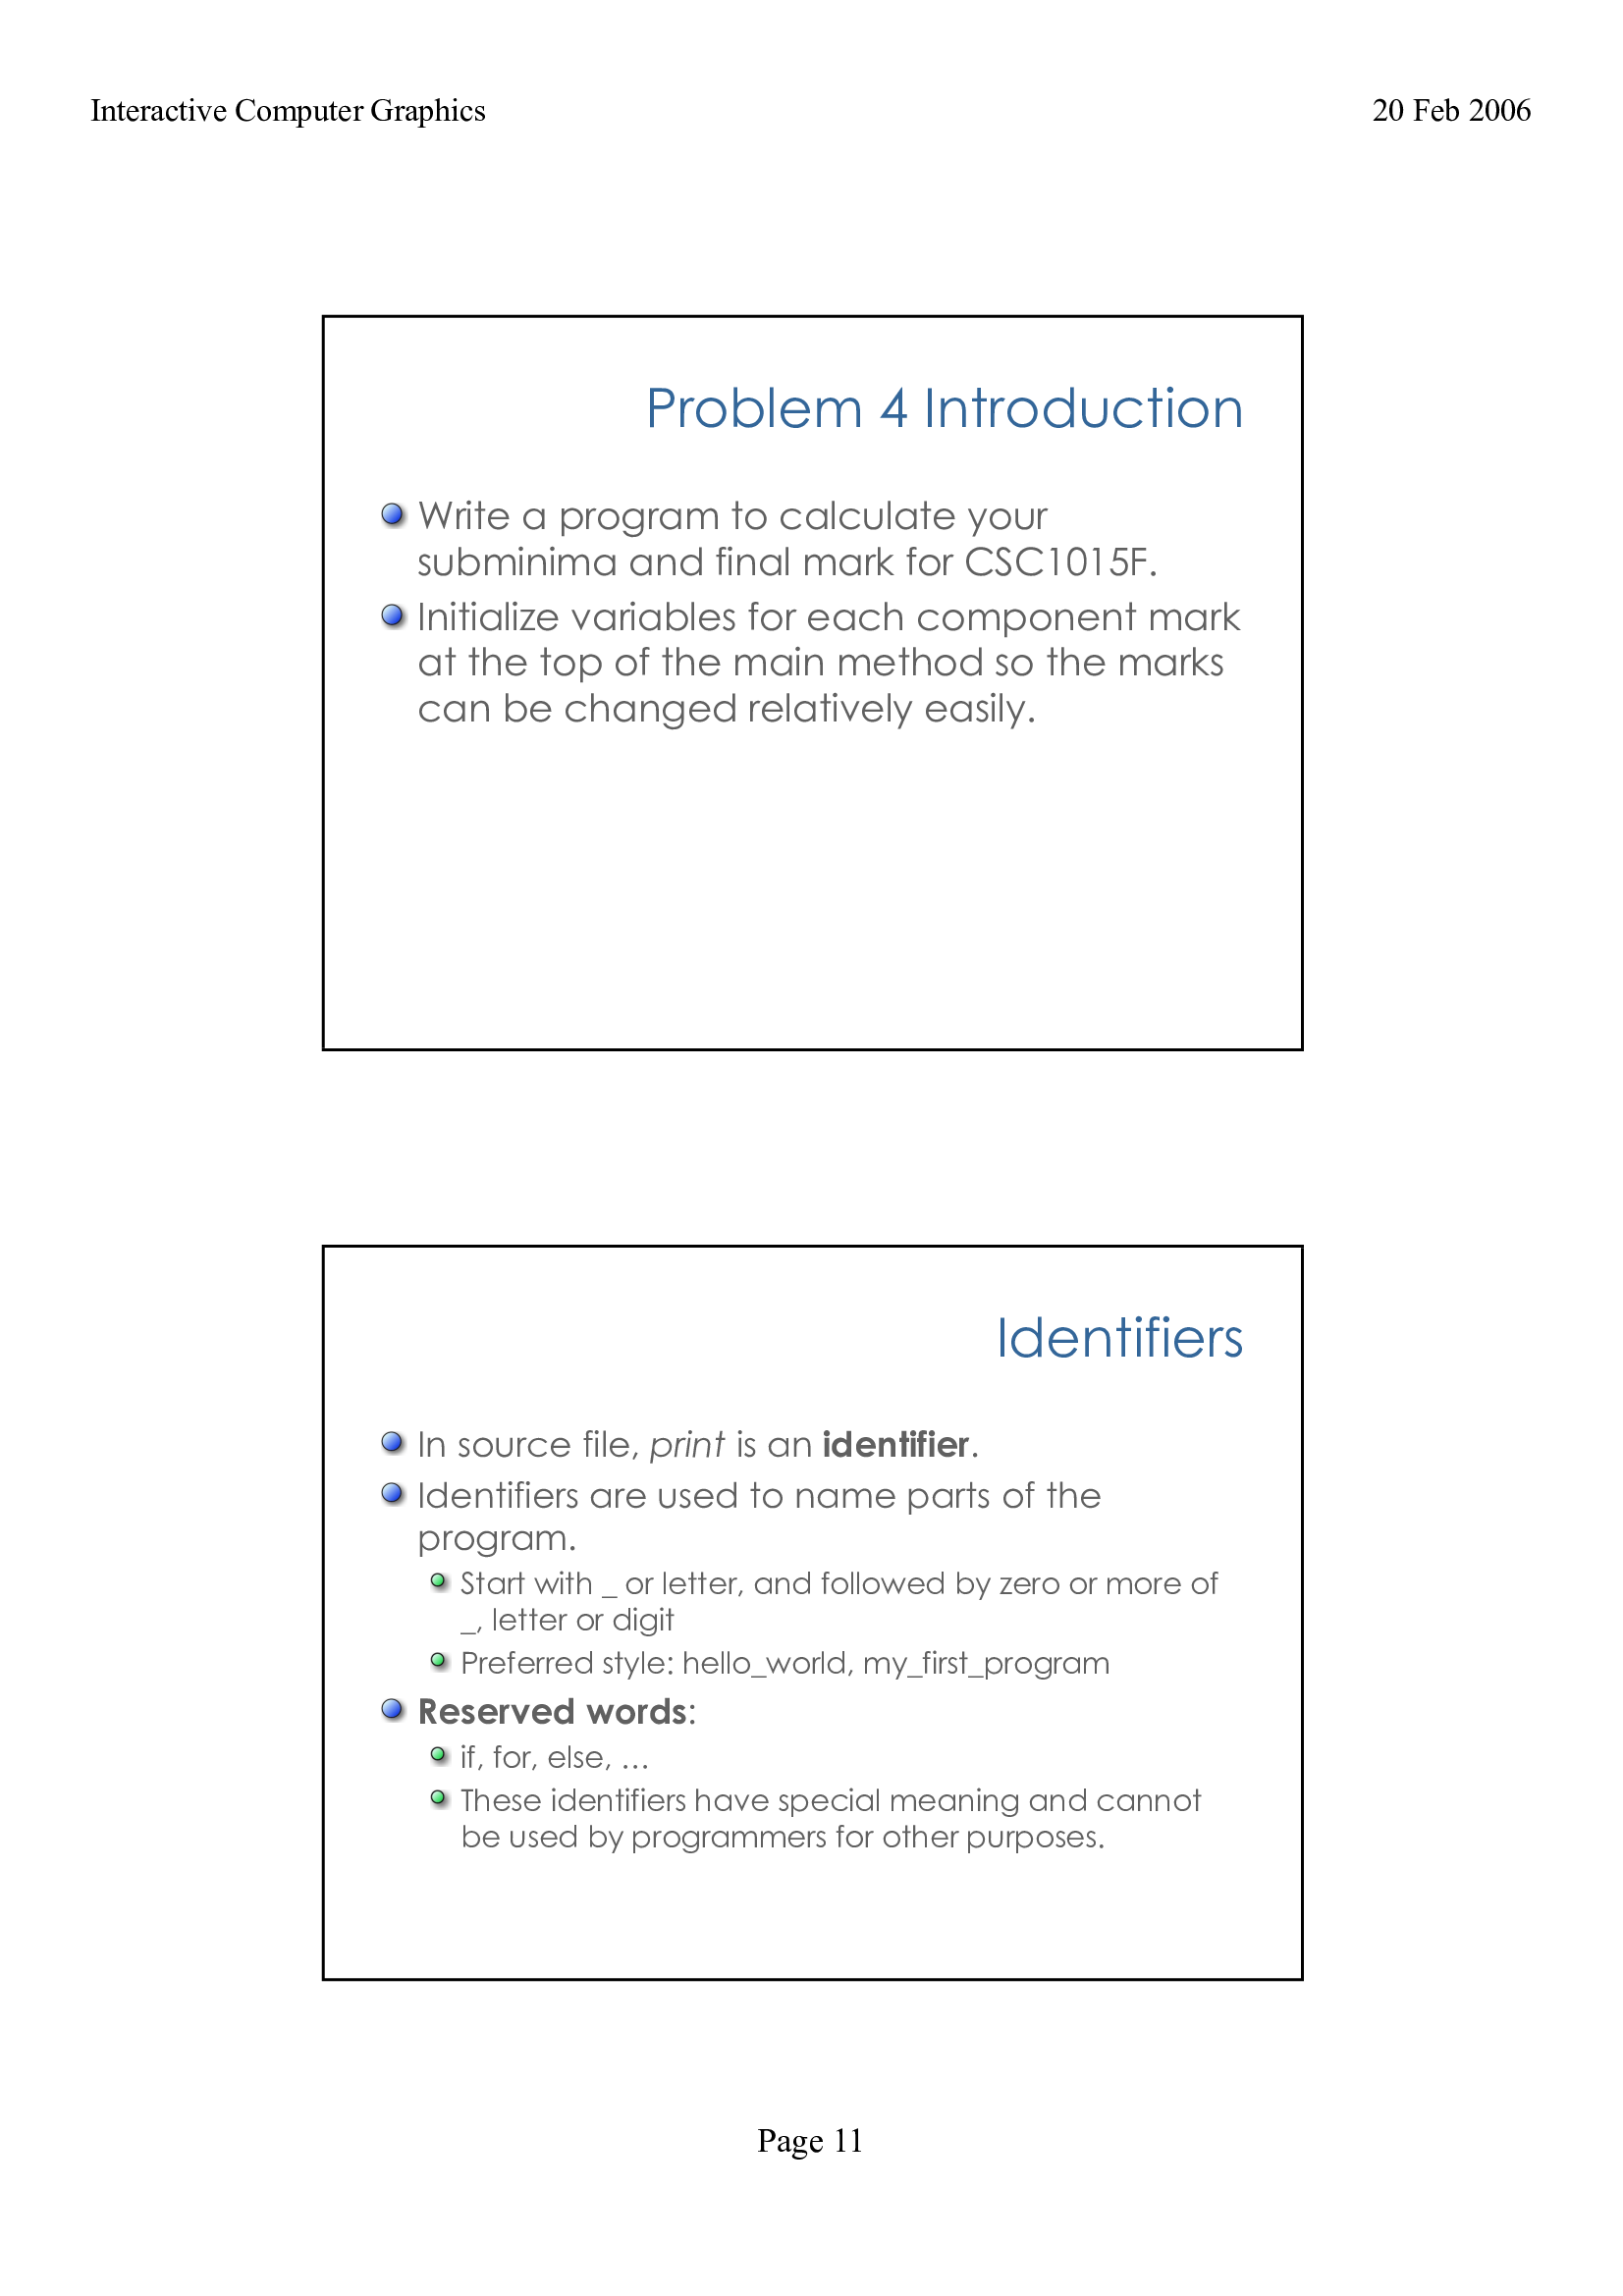 Interactive Computer Graphics 20 Feb 2006
Problem 4 Introduction
Write a program to calculate your
subminima and final mark for CSC1015F.
Initialize variables for each component mark
at the top of the main method so the marks
can be changed relatively easily.
Identifiers
In source file, print is an identifier.
Identifiers are used to name parts of the
program.
Start with _ or letter, and followed by zero or more of
_, letter or digit
Preferred style: hello_world, my_first_program
Reserved words:
if, for, else, …
These identifiers have special meaning and cannot
be used by programmers for other purposes.
Page 11